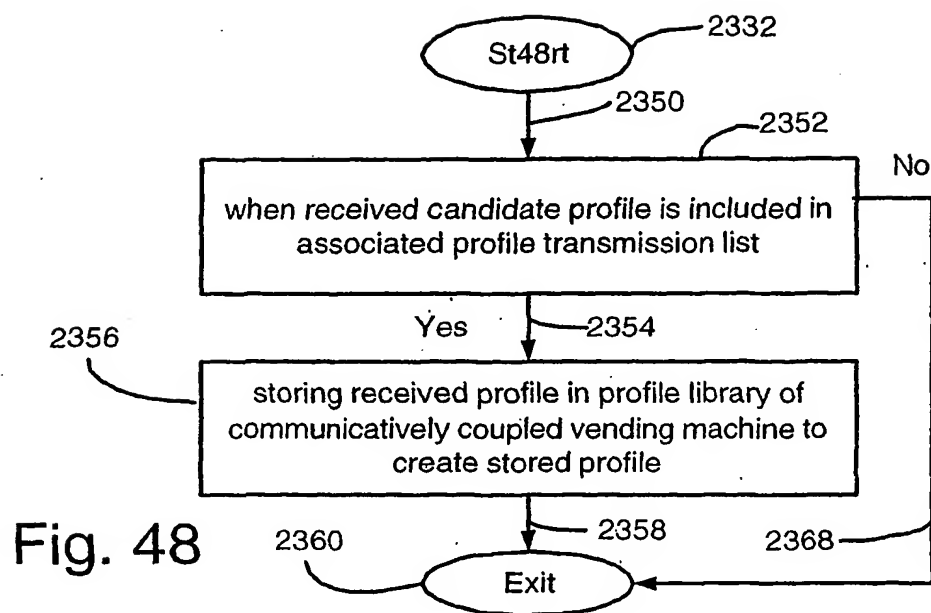 St48rt
2332
2350
2352
No
when received candidate profile is included in
associated profile transmission list
Yes
2354
2356
storing received profile in profile library of
communicatively coupled vending machine to
create stored profile
2358
2368
Fig. 48
2360
Exit